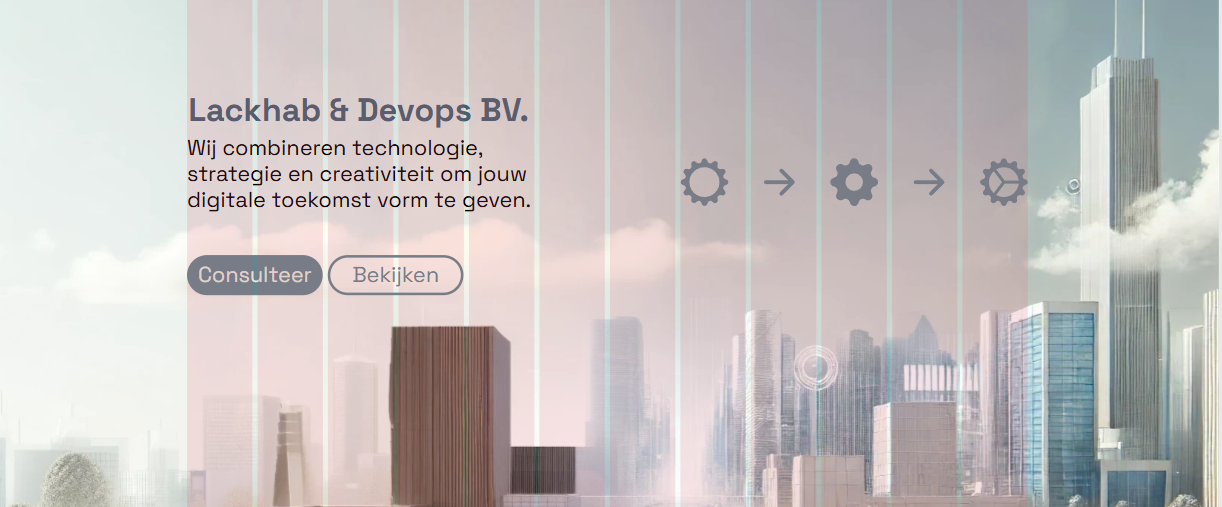 Lackhab & Devops BV.
Wij combineren technologie,
strategie en creativiteit om jouw
digitale toekomst vorm te geven.
Consulteer
Bekijken